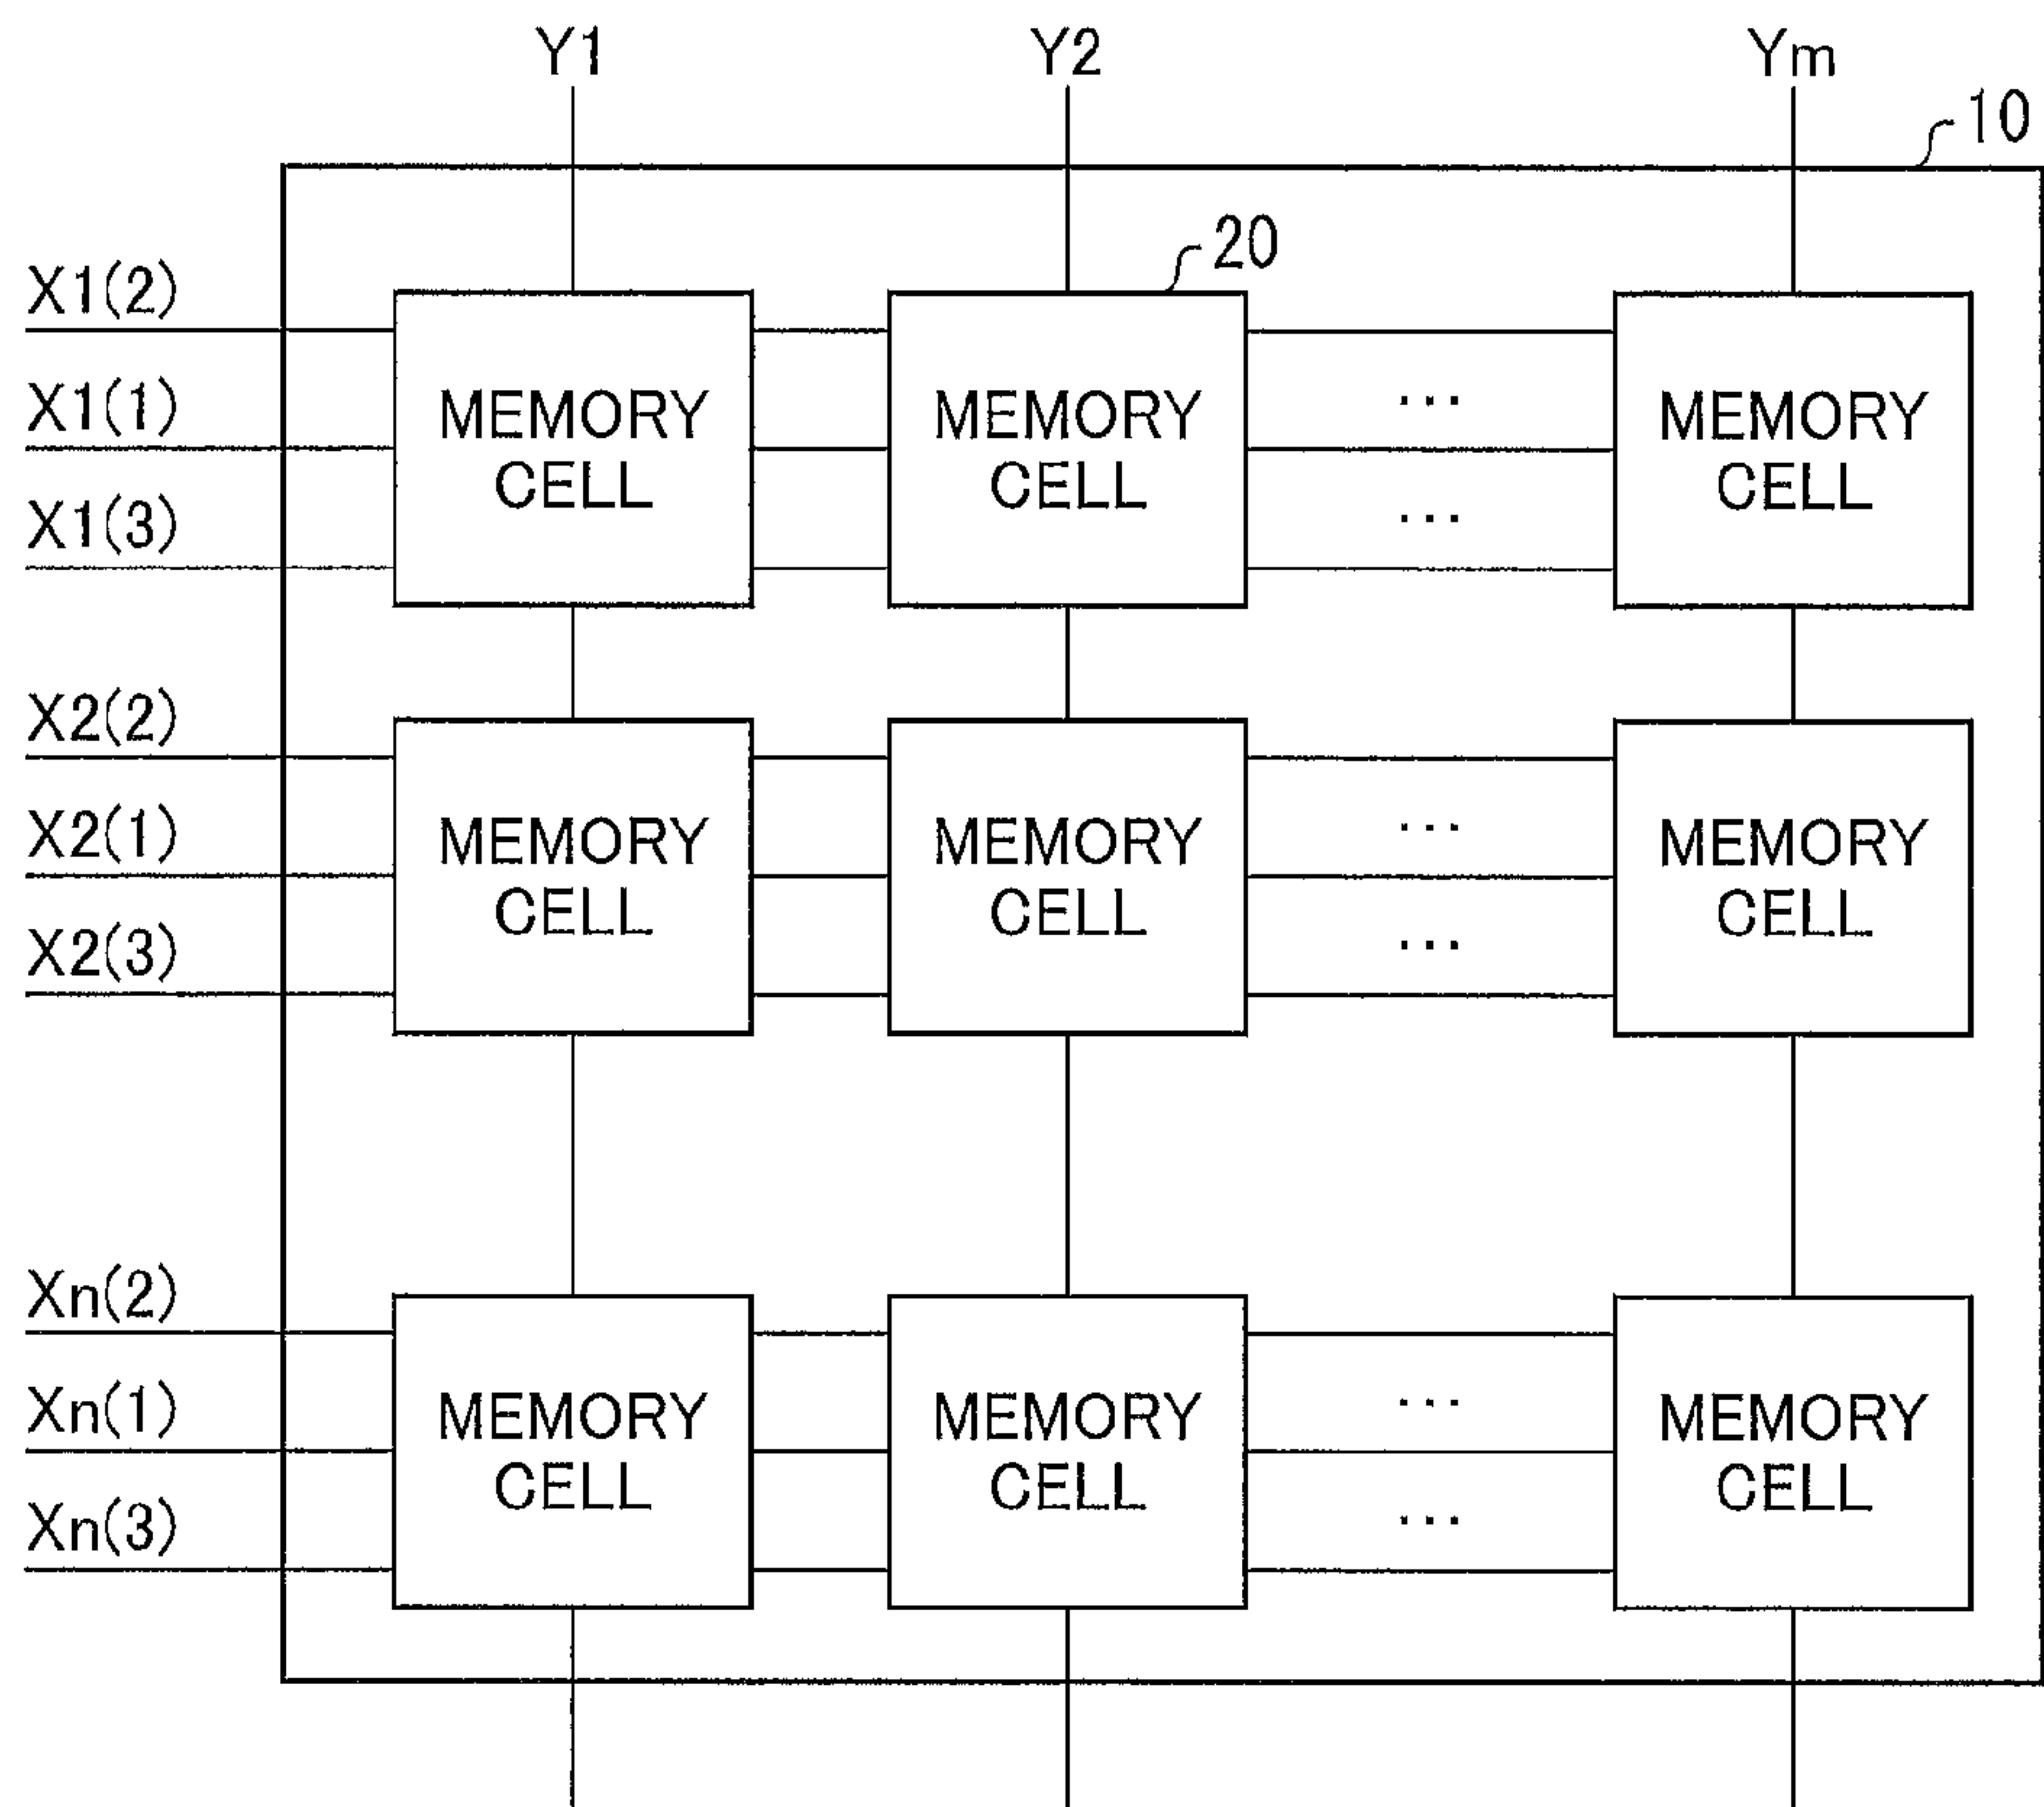 Y1 Y2 Ym
10
20
X1(2)
X1(1)
X1(3)
MEMORY CELL
MEMORY CELL
...
...
MEMORY CELL
X2(2)
X2(1)
X2(3)
MEMORY CELL
MEMORY CELL
...
...
MEMORY CELL
Xn(2)
Xn(1)
Xn(3)
MEMORY CELL
MEMORY CELL
...
...
MEMORY CELL